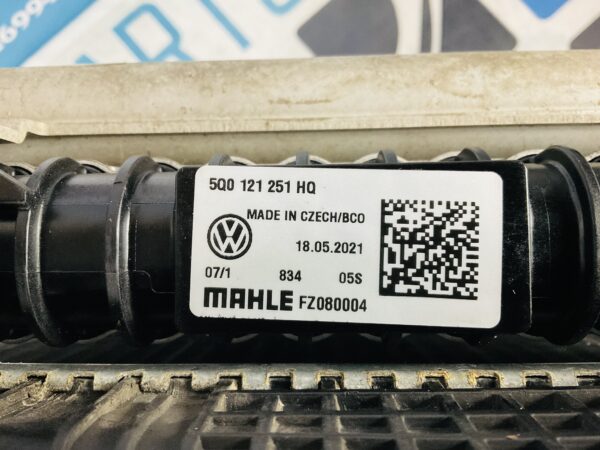 5Q0 121 251 HQ
MADE IN CZECH/BCO
18.05.2021
07/1 834 05S
MAHLE FZ080004